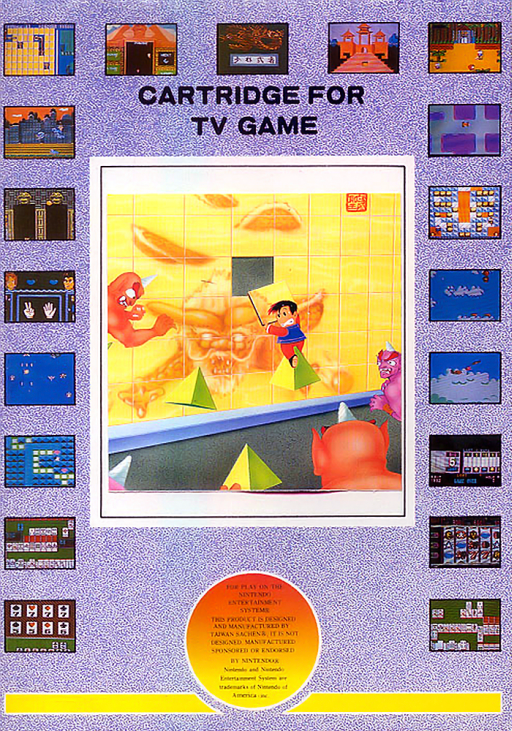 CARTRIDGE FOR
TV GAME
FOR PLAY ON THE
NINTENDO
ENTERTAINMENT
SYSTEM®.
THIS PRODUCT IS DESIGNED
AND MANUFACTURED BY
TAIWAN SACHEN®, IT IS NOT
DESIGNED, MANUFACTURED
SPONSORED OR ENDORSED
BY NINTENDO®
Nintendo and Nintendo
Entertainment System are
trademarks of Nintendo of
America inc.